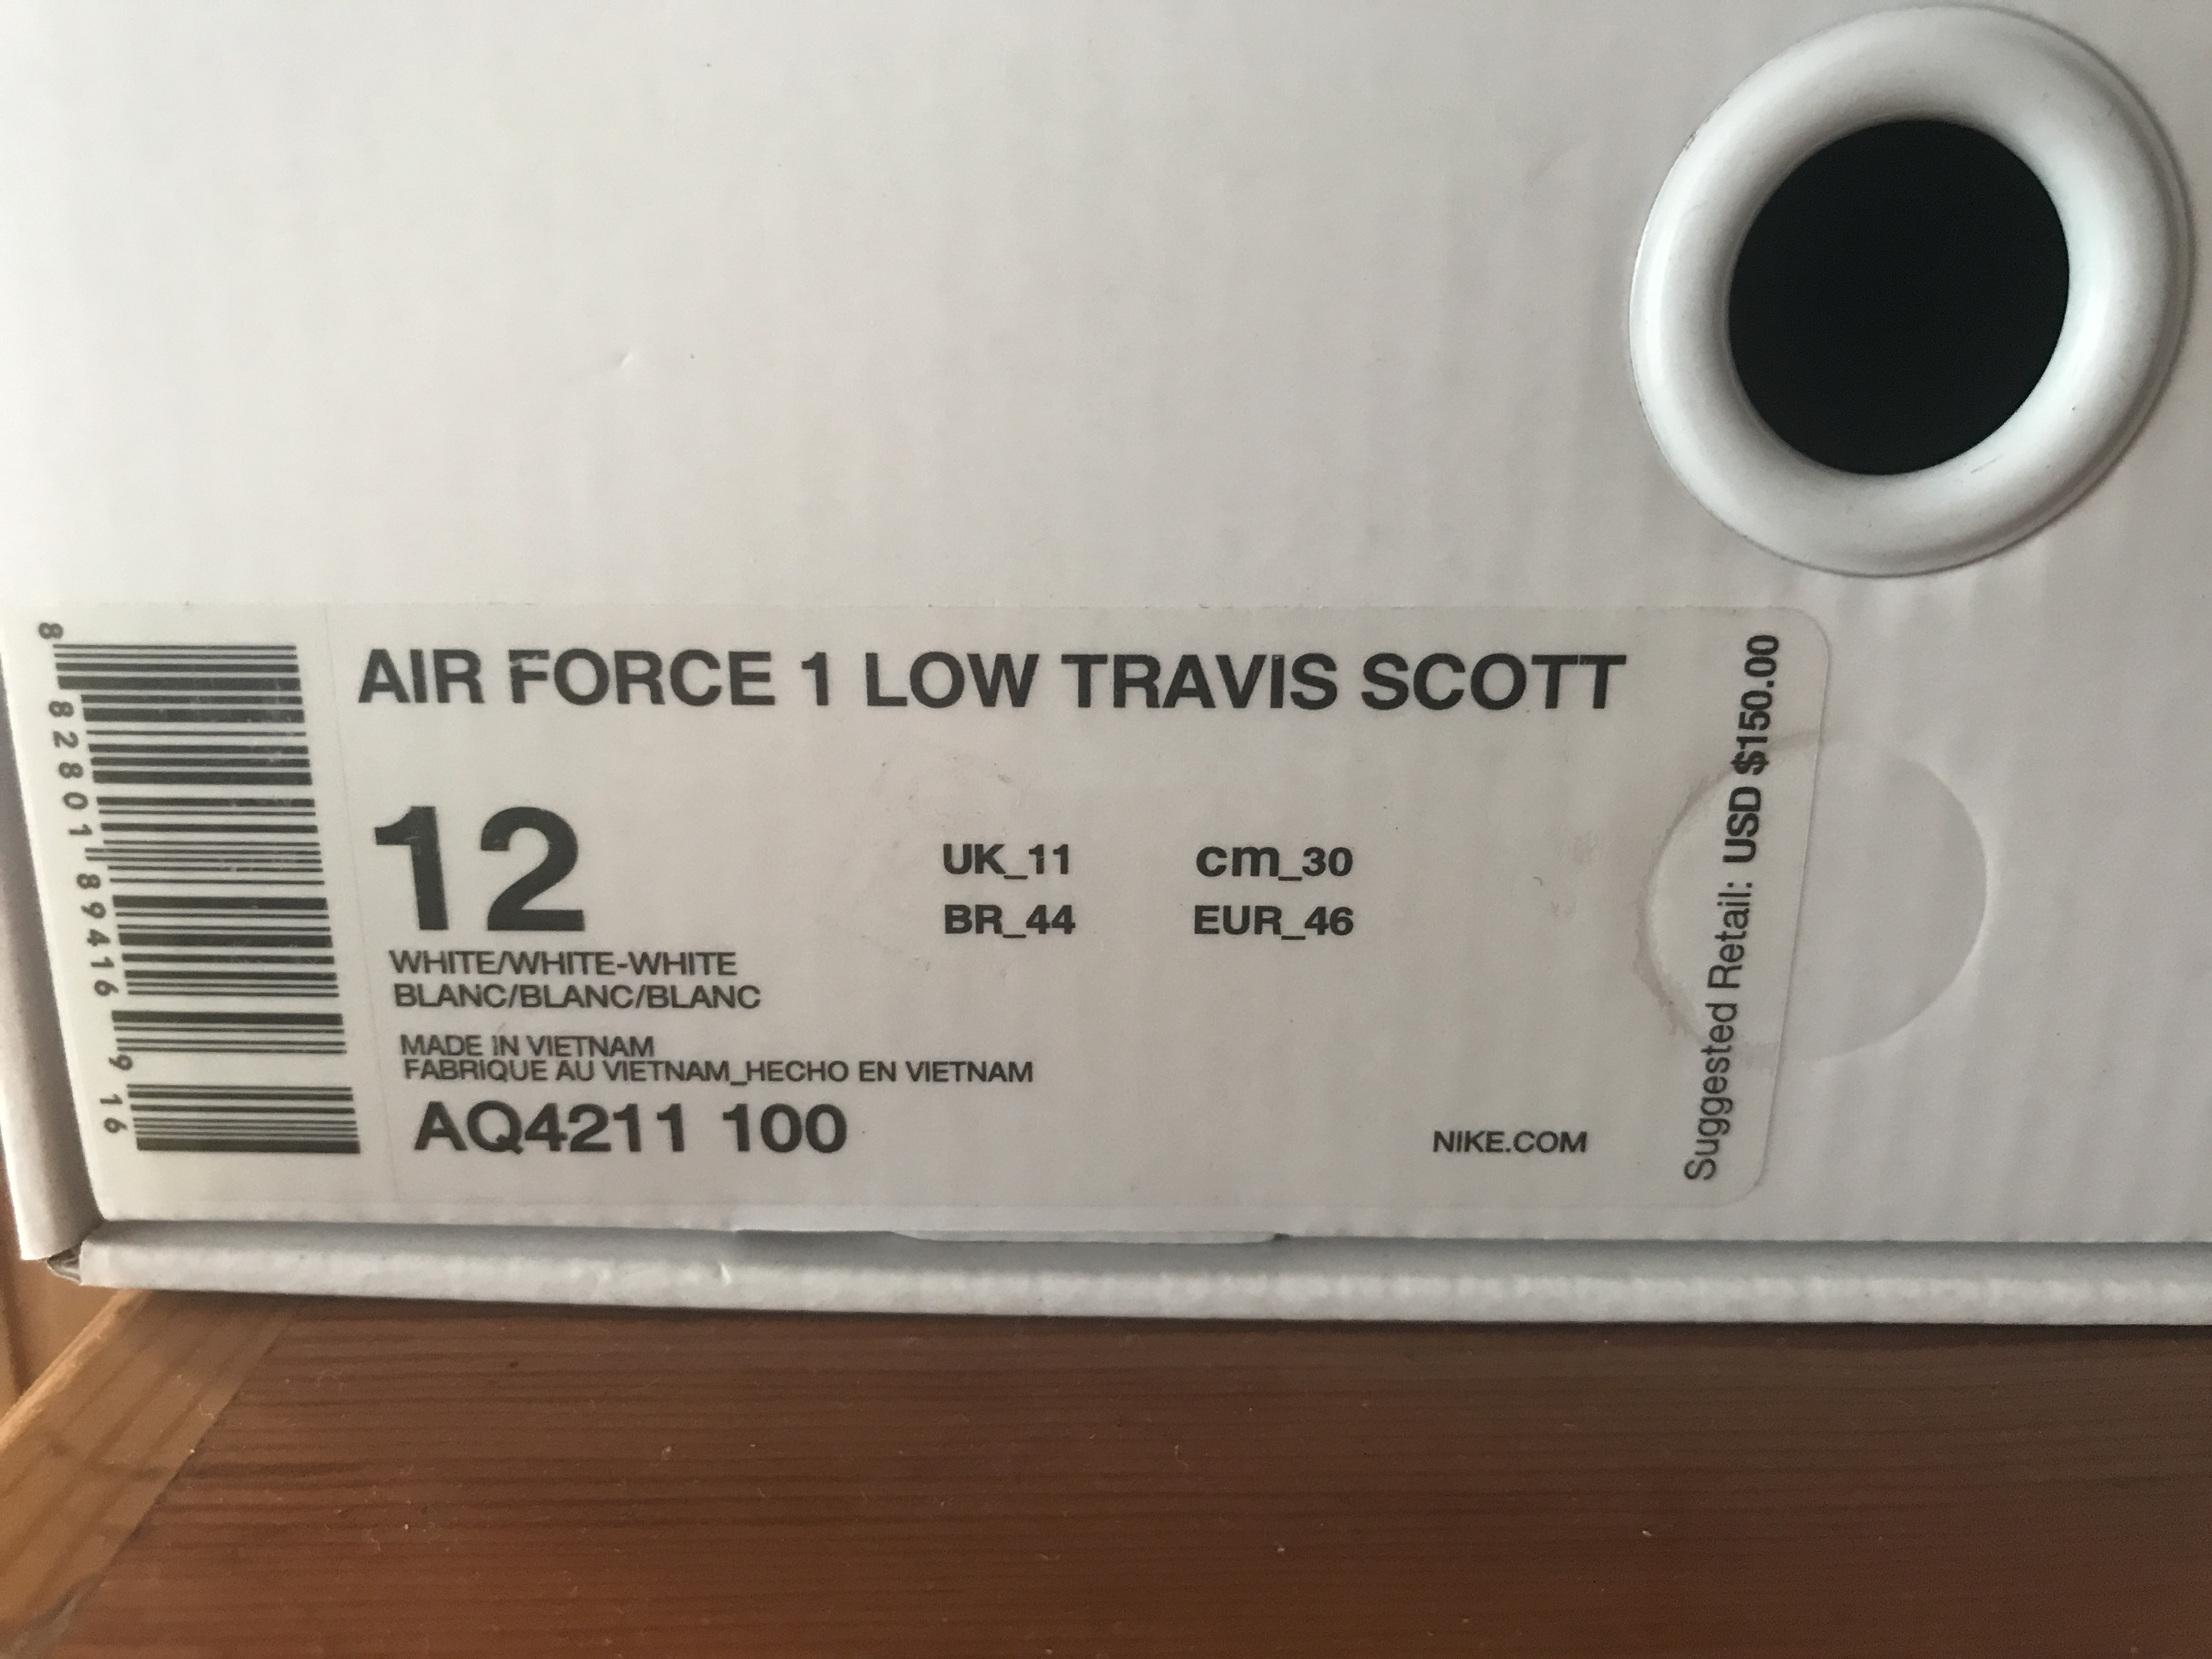 AIR FORCE 1 LOW TRAVIS SCOTT
12
UK_11 cm_30
BR_44 EUR_46
WHITE/WHITE-WHITE
BLANC/BLANC/BLANC
MADE IN VIETNAM
FABRIQUE AU VIETNAM_HECHO EN VIETNAM
AQ4211 100
NIKE.COM
Suggested Retail: USD $150.00
8 82801 89416 9 16